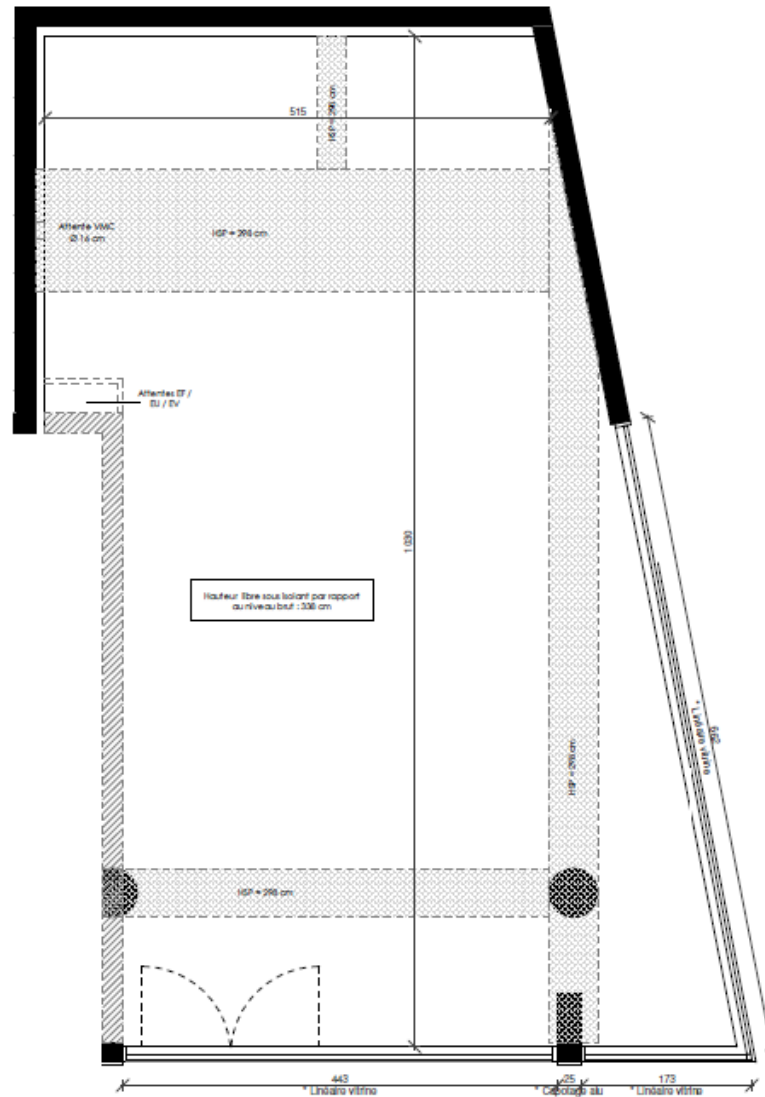 515
HSP = 298 cm
Attente VMC
Ø 16 cm
HSP = 298 cm
Attentes EF /
EU / EV
1 030
Hauteur libre sous isolant par rapport
au niveau brut : 338 cm
* Linéaire vitrine
HSP = 298 cm
HSP = 298 cm
443
25
173
* Linéaire vitrine
* Capotage alu
* Linéaire vitrine